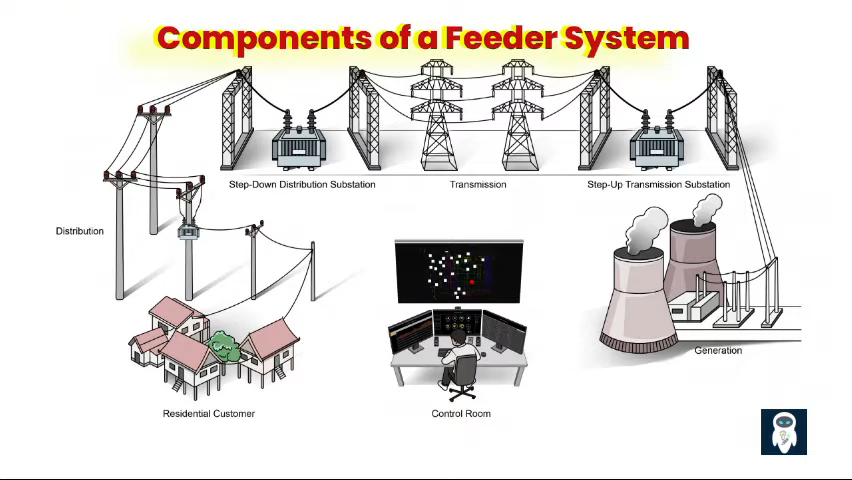 Components of a Feeder System
Step-Down Distribution Substation
Transmission
Step-Up Transmission Substation
Distribution
Generation
Residential Customer
Control Room